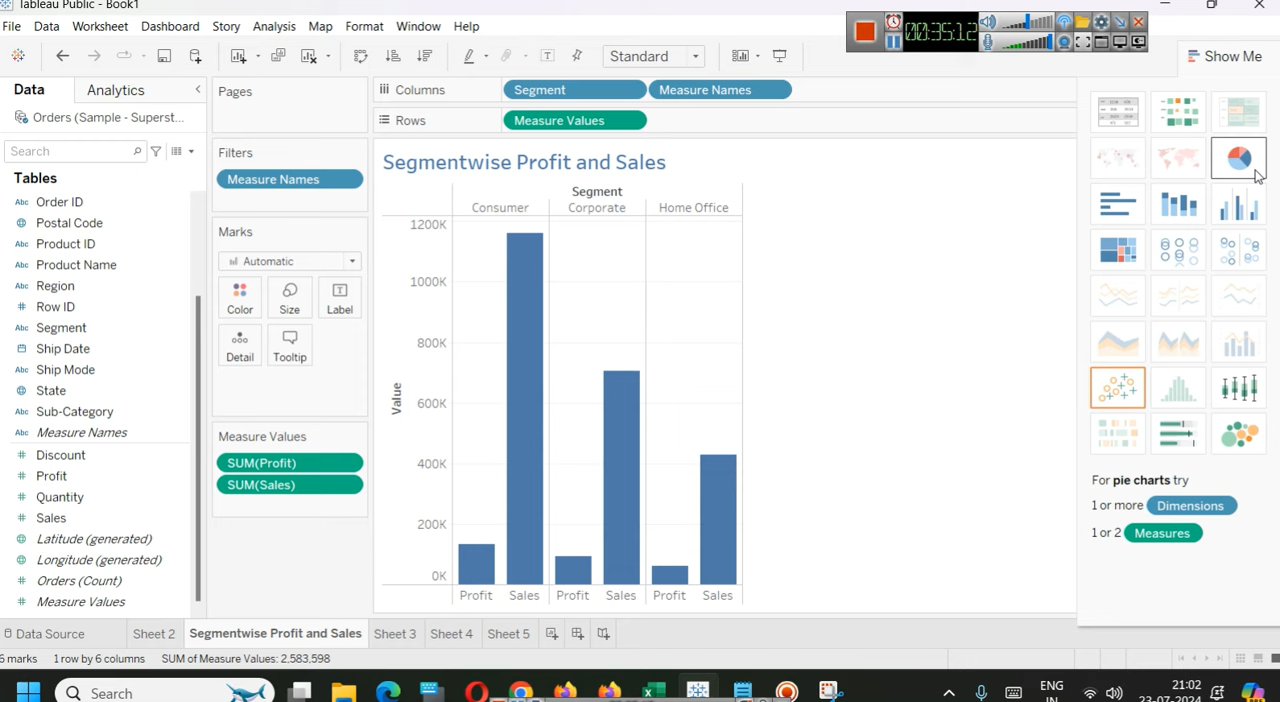 Tableau Public - Book1
File Data Worksheet Dashboard Story Analysis Map Format Window Help
00:35:12
Standard
Show Me
Data Analytics
Orders (Sample - Superst...
Search
Tables
Abc Order ID
Postal Code
Abc Product ID
Abc Product Name
Abc Region
# Row ID
Abc Segment
Ship Date
Abc Ship Mode
State
Abc Sub-Category
Abc Measure Names
# Discount
# Profit
# Quantity
# Sales
Latitude (generated)
Longitude (generated)
# Orders (Count)
# Measure Values
Pages
Filters
Measure Names
Marks
Automatic
Color Size Label
Detail Tooltip
Measure Values
SUM(Profit)
SUM(Sales)
Columns Segment Measure Names
Rows Measure Values
Segmentwise Profit and Sales
Segment
Consumer Corporate Home Office
1200K
1000K
800K
600K
400K
200K
0K
Value
Profit Sales Profit Sales Profit Sales
For pie charts try
1 or more Dimensions
1 or 2 Measures
Data Source Sheet 2 Segmentwise Profit and Sales Sheet 3 Sheet 4 Sheet 5
6 marks 1 row by 6 columns SUM of Measure Values: 2,583,598
Search
ENG
IN
21:02
23-07-2024